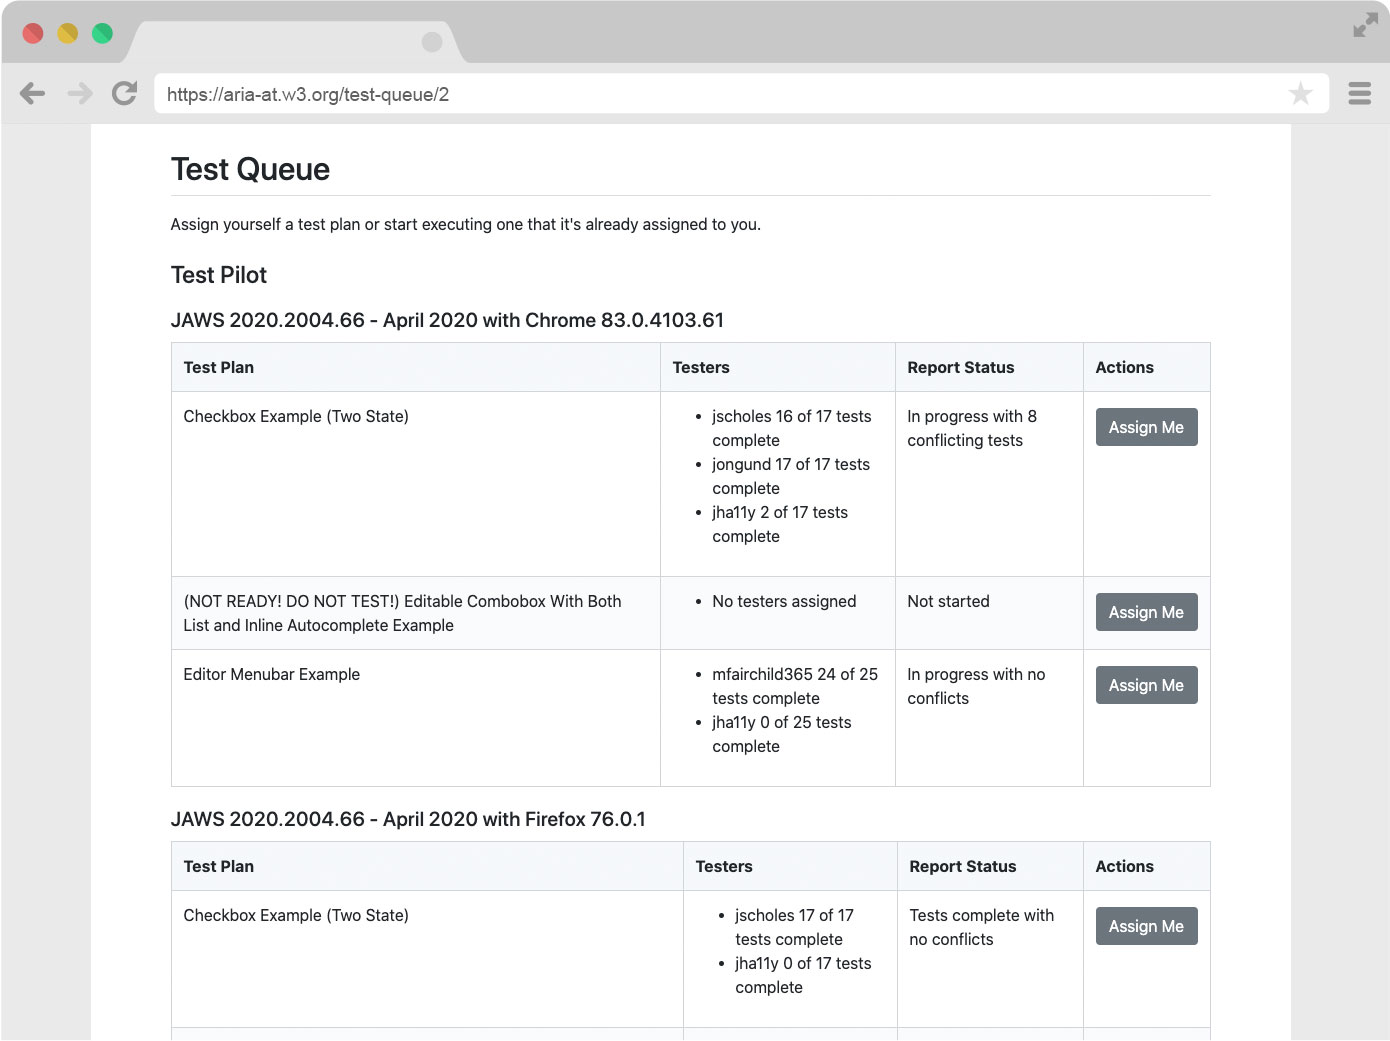 https://aria-at.w3.org/test-queue/2
Test Queue
Assign yourself a test plan or start executing one that it's already assigned to you.
Test Pilot
JAWS 2020.2004.66 - April 2020 with Chrome 83.0.4103.61
Test Plan
Testers
Report Status
Actions
Checkbox Example (Two State)
• jscholes 16 of 17 tests
complete
• jongund 17 of 17 tests
complete
• jha11y 2 of 17 tests
complete
In progress with 8
conflicting tests
Assign Me
(NOT READY! DO NOT TEST!) Editable Combobox With Both
List and Inline Autocomplete Example
• No testers assigned
Not started
Assign Me
Editor Menubar Example
• mfairchild365 24 of 25
tests complete
• jha11y 0 of 25 tests
complete
In progress with no
conflicts
Assign Me
JAWS 2020.2004.66 - April 2020 with Firefox 76.0.1
Test Plan
Testers
Report Status
Actions
Checkbox Example (Two State)
• jscholes 17 of 17
tests complete
• jha11y 0 of 17 tests
complete
Tests complete with
no conflicts
Assign Me